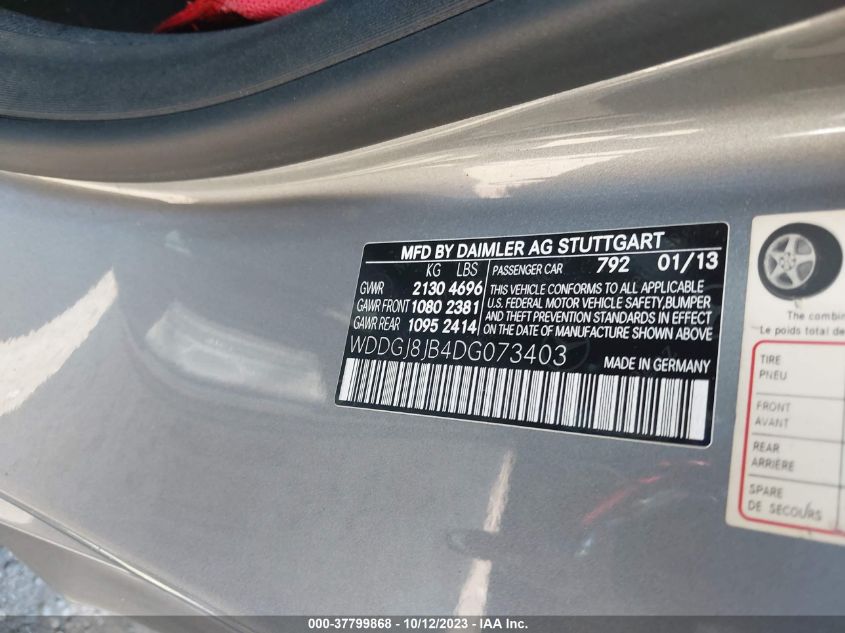 MFD BY DAIMLER AG STUTTGART
KG LBS PASSENGER CAR 792 01/13
GVWR 2130 4696 THIS VEHICLE CONFORMS TO ALL APPLICABLE
GAWR FRONT 1080 2381 U.S. FEDERAL MOTOR VEHICLE SAFETY, BUMPER
AND THEFT PREVENTION STANDARDS IN EFFECT
GAWR REAR 1095 2414 ON THE DATE OF MANUFACTURE SHOWN ABOVE
WDDGJ8JB4DG073403 MADE IN GERMANY
The combin
Le poids total de
TIRE
PNEU
FRONT
AVANT
REAR
ARRIÈRE
SPARE
DE SECOURS
000-37799868 - 10/12/2023 - IAA, Inc.